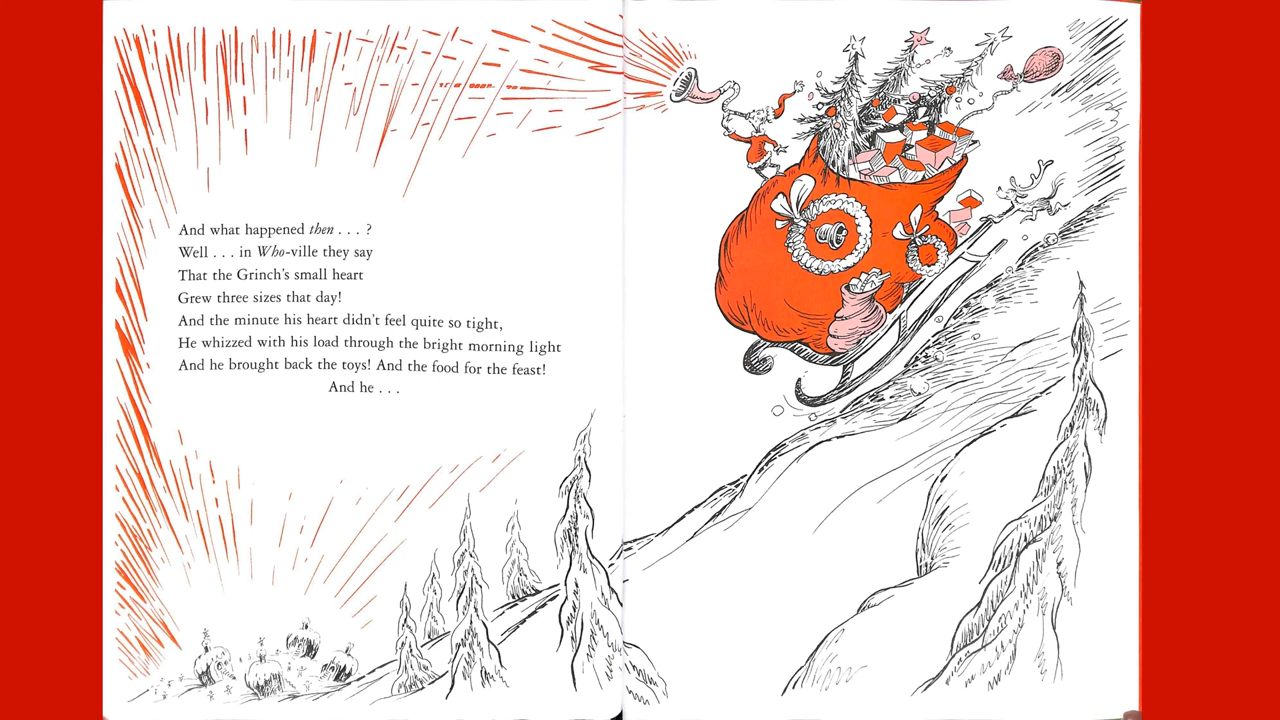 And what happened then . . . ?
Well . . . in Who-ville they say
That the Grinch's small heart
Grew three sizes that day!
And the minute his heart didn't feel quite so tight,
He whizzed with his load through the bright morning light
And he brought back the toys! And the food for the feast!
And he . . .